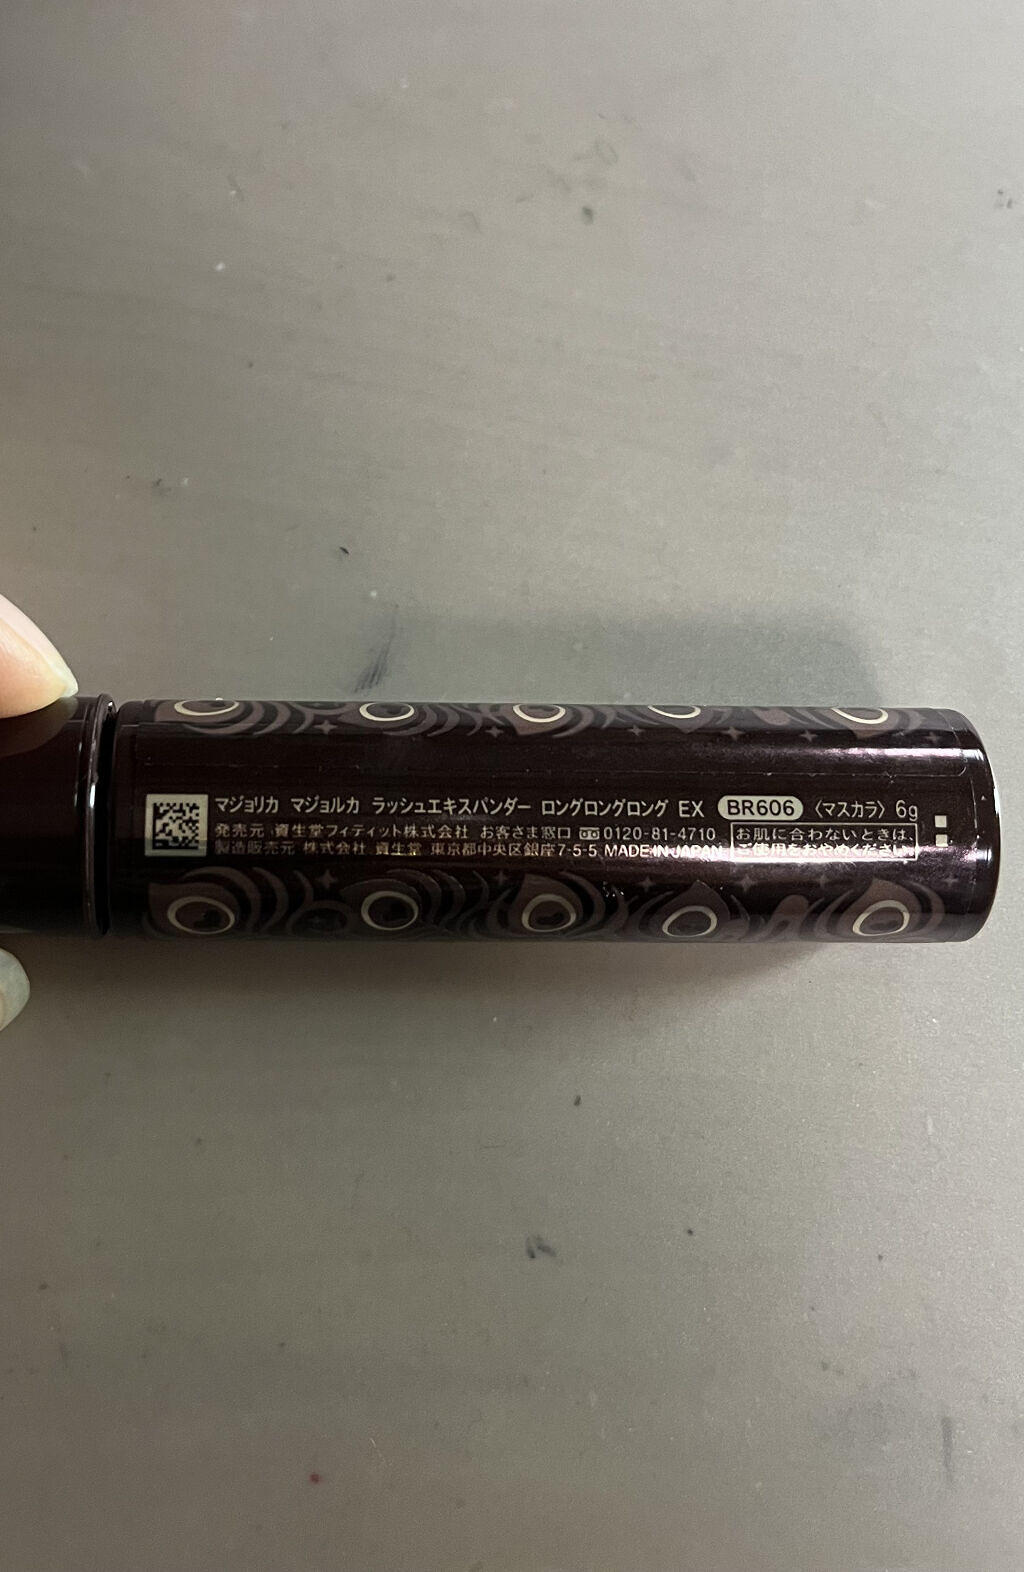 マジョリカ マジョルカ ラッシュエキスパンダー ロングロングロング EX BR606 〈マスカラ〉 6g
発売元 資生堂フィティット株式会社 お客さま窓口 0120-81-4710
製造販売元 株式会社 資生堂 東京都中央区銀座7-5-5 MADE IN JAPAN
お肌に合わないときは、
ご使用をおやめください。